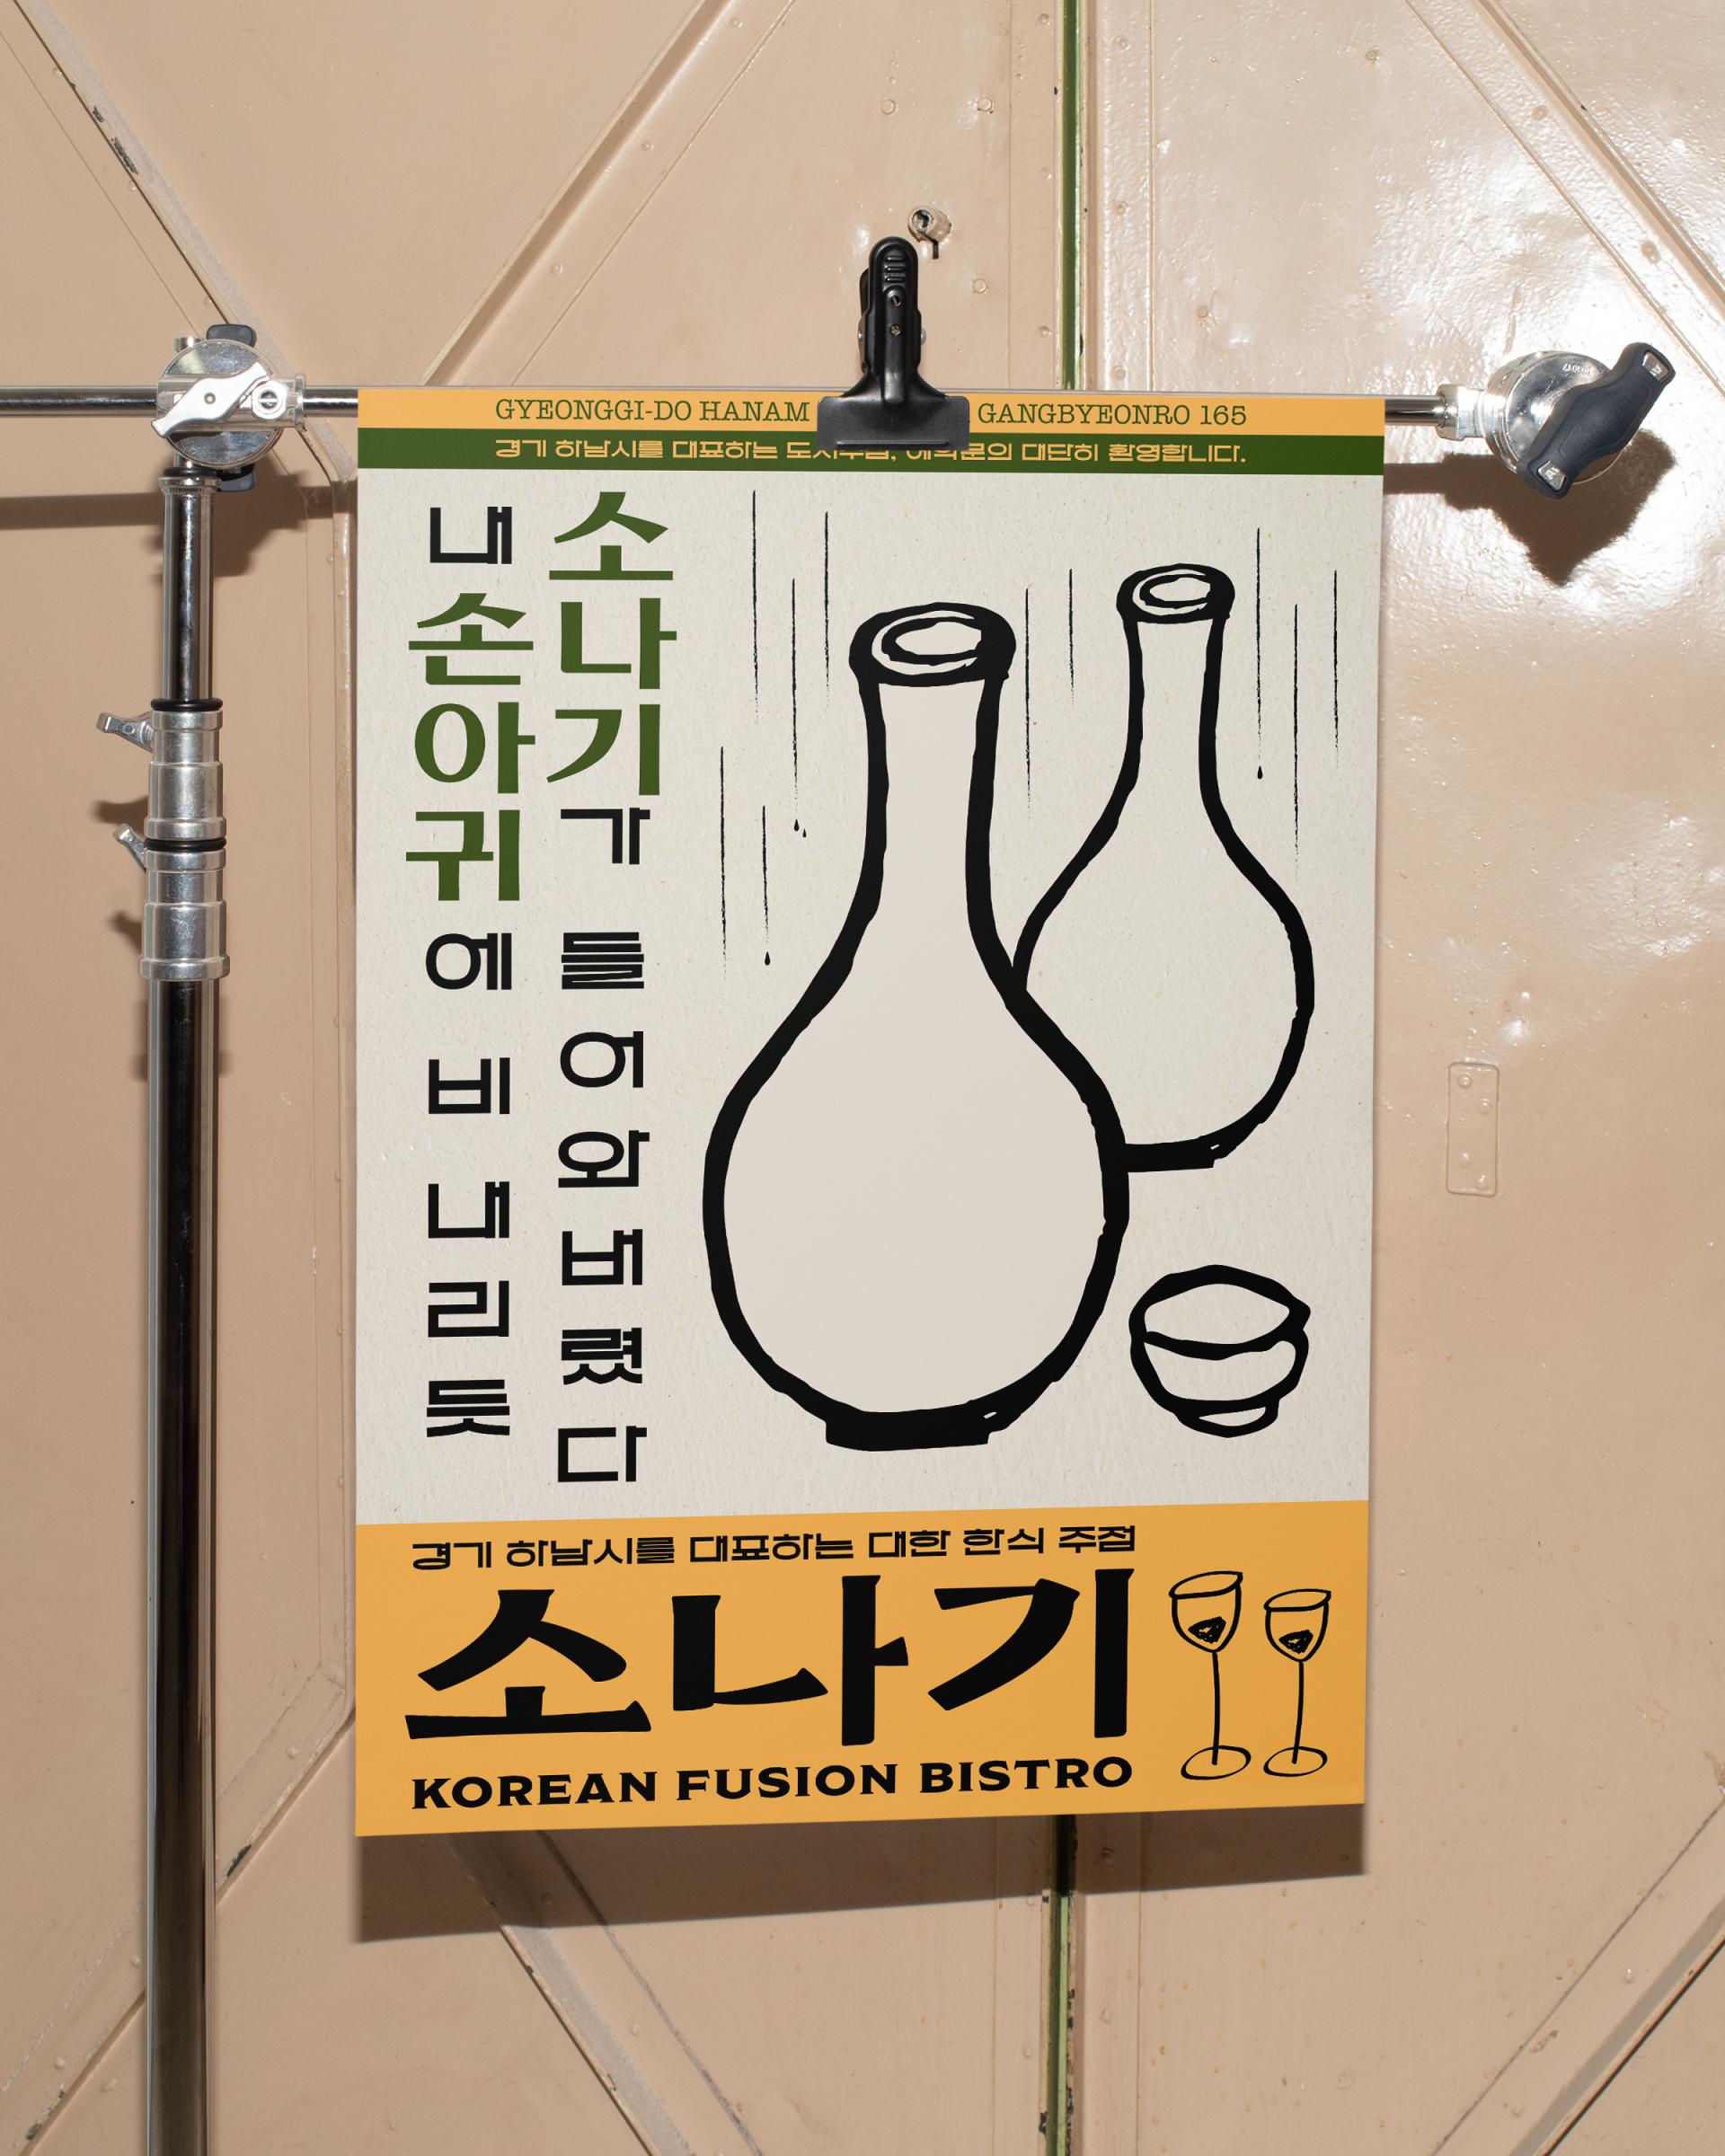 GYEONGGI-DO HANAM GANGBYEONRO 165
경기 하남시를 대표하는 대단히 환영합니다.
내 손아귀에 비 내리듯
소나기가 들어와버렸다
경기 하남시를 대표하는 대한 한식 주점
소나기
KOREAN FUSION BISTRO